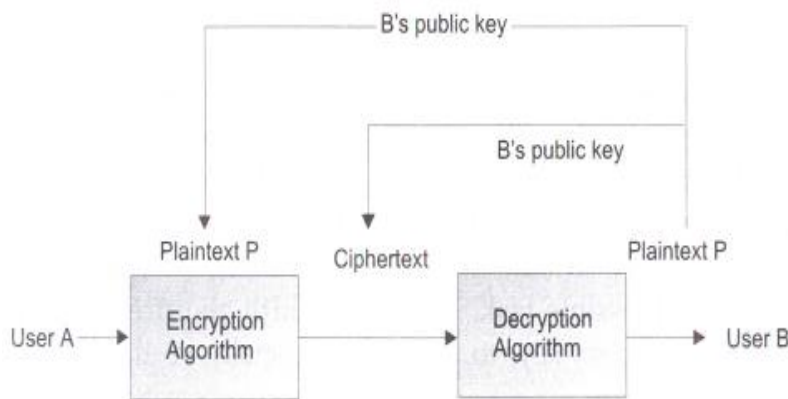 B's public key
B's public key
Plaintext P
Ciphertext
Plaintext P
User A
Encryption
Algorithm
Decryption
Algorithm
User B